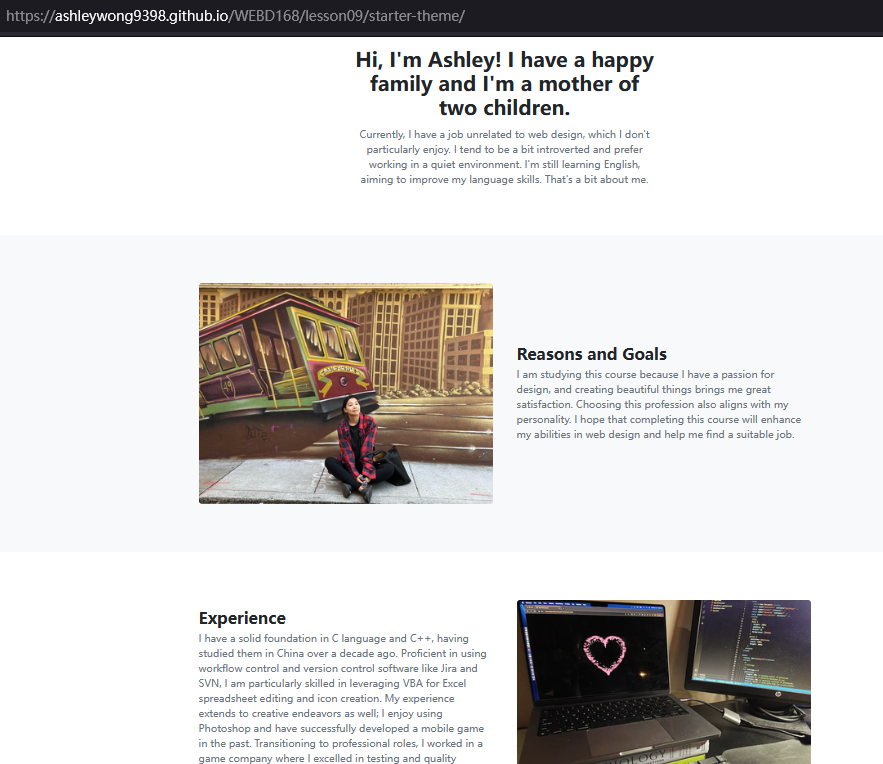 https://ashleywong9398.github.io/WEBD168/lesson09/starter-theme/
Hi, I'm Ashley! I have a happy
family and I'm a mother of
two children.
Currently, I have a job unrelated to web design, which I don't
particularly enjoy. I tend to be a bit introverted and prefer
working in a quiet environment. I'm still learning English,
aiming to improve my language skills. That's a bit about me.
Reasons and Goals
I am studying this course because I have a passion for
design, and creating beautiful things brings me great
satisfaction. Choosing this profession also aligns with my
personality. I hope that completing this course will enhance
my abilities in web design and help me find a suitable job.
Experience
I have a solid foundation in C language and C++, having
studied them in China over a decade ago. Proficient in using
workflow control and version control software like Jira and
SVN, I am particularly skilled in leveraging VBA for Excel
spreadsheet editing and icon creation. My experience
extends to creative endeavors as well; I enjoy using
Photoshop and have successfully developed a mobile game
in the past. Transitioning to professional roles, I worked in a
game company where I excelled in testing and quality